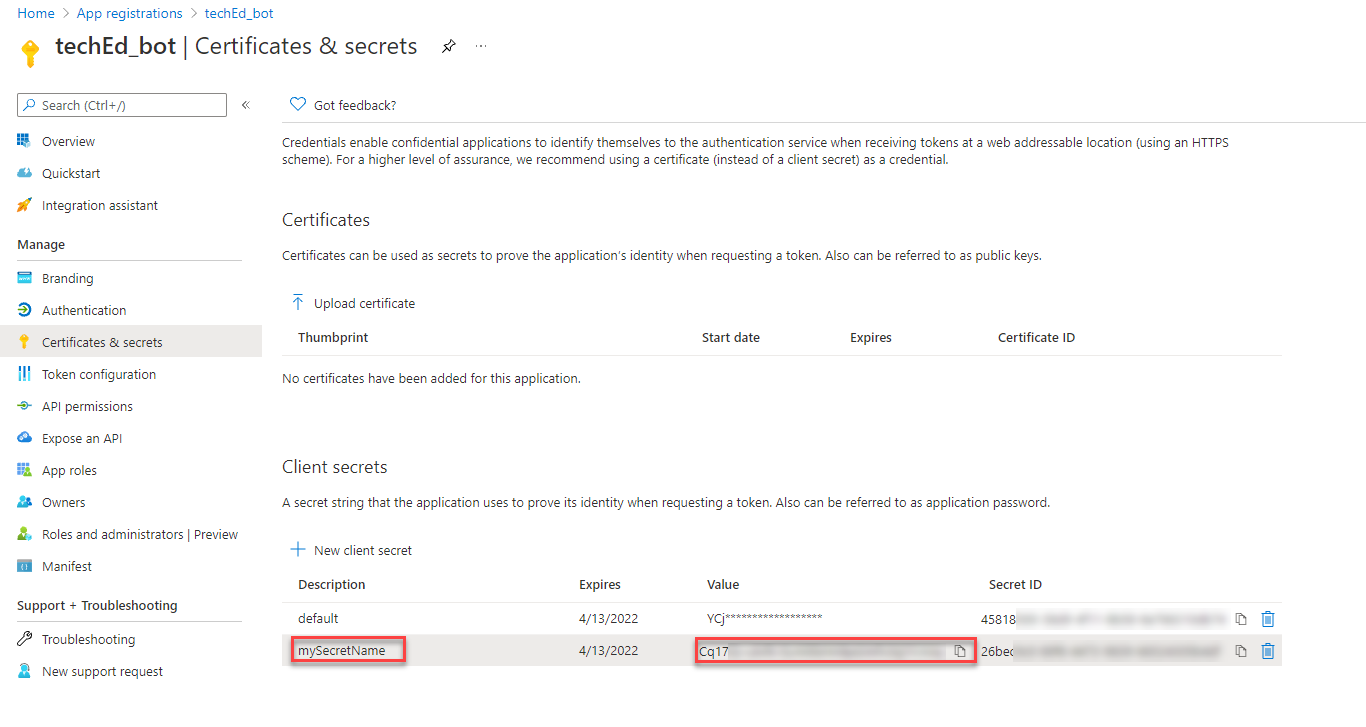 Home > App registrations > techEd_bot
techEd_bot | Certificates & secrets
Search (Ctrl+/)
«
Overview
Quickstart
Integration assistant
Manage
Branding
Authentication
Certificates & secrets
Token configuration
API permissions
Expose an API
App roles
Owners
Roles and administrators | Preview
Manifest
Support + Troubleshooting
Troubleshooting
New support request
Got feedback?
Credentials enable confidential applications to identify themselves to the authentication service when receiving tokens at a web addressable location (using an HTTPS
scheme). For a higher level of assurance, we recommend using a certificate (instead of a client secret) as a credential.
Certificates
Certificates can be used as secrets to prove the application's identity when requesting a token. Also can be referred to as public keys.
Upload certificate
Thumbprint Start date Expires Certificate ID
No certificates have been added for this application.
Client secrets
A secret string that the application uses to prove its identity when requesting a token. Also can be referred to as application password.
New client secret
Description Expires Value Secret ID
default 4/13/2022 YCj****************** 45818
mySecretName 4/13/2022 Cq17 26bec